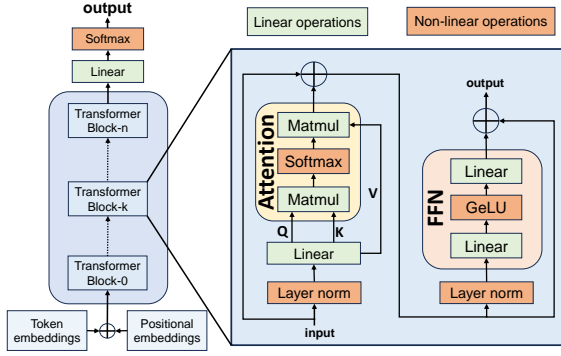 output
Softmax
Linear
Transformer
Block-n
Transformer
Block-k
Transformer
Block-0
Token
embeddings
Positional
embeddings
Linear operations
Non-linear operations
Attention
Matmul
Softmax
Matmul
Q
K
V
Linear
Layer norm
input
output
FFN
Linear
GeLU
Linear
Layer norm